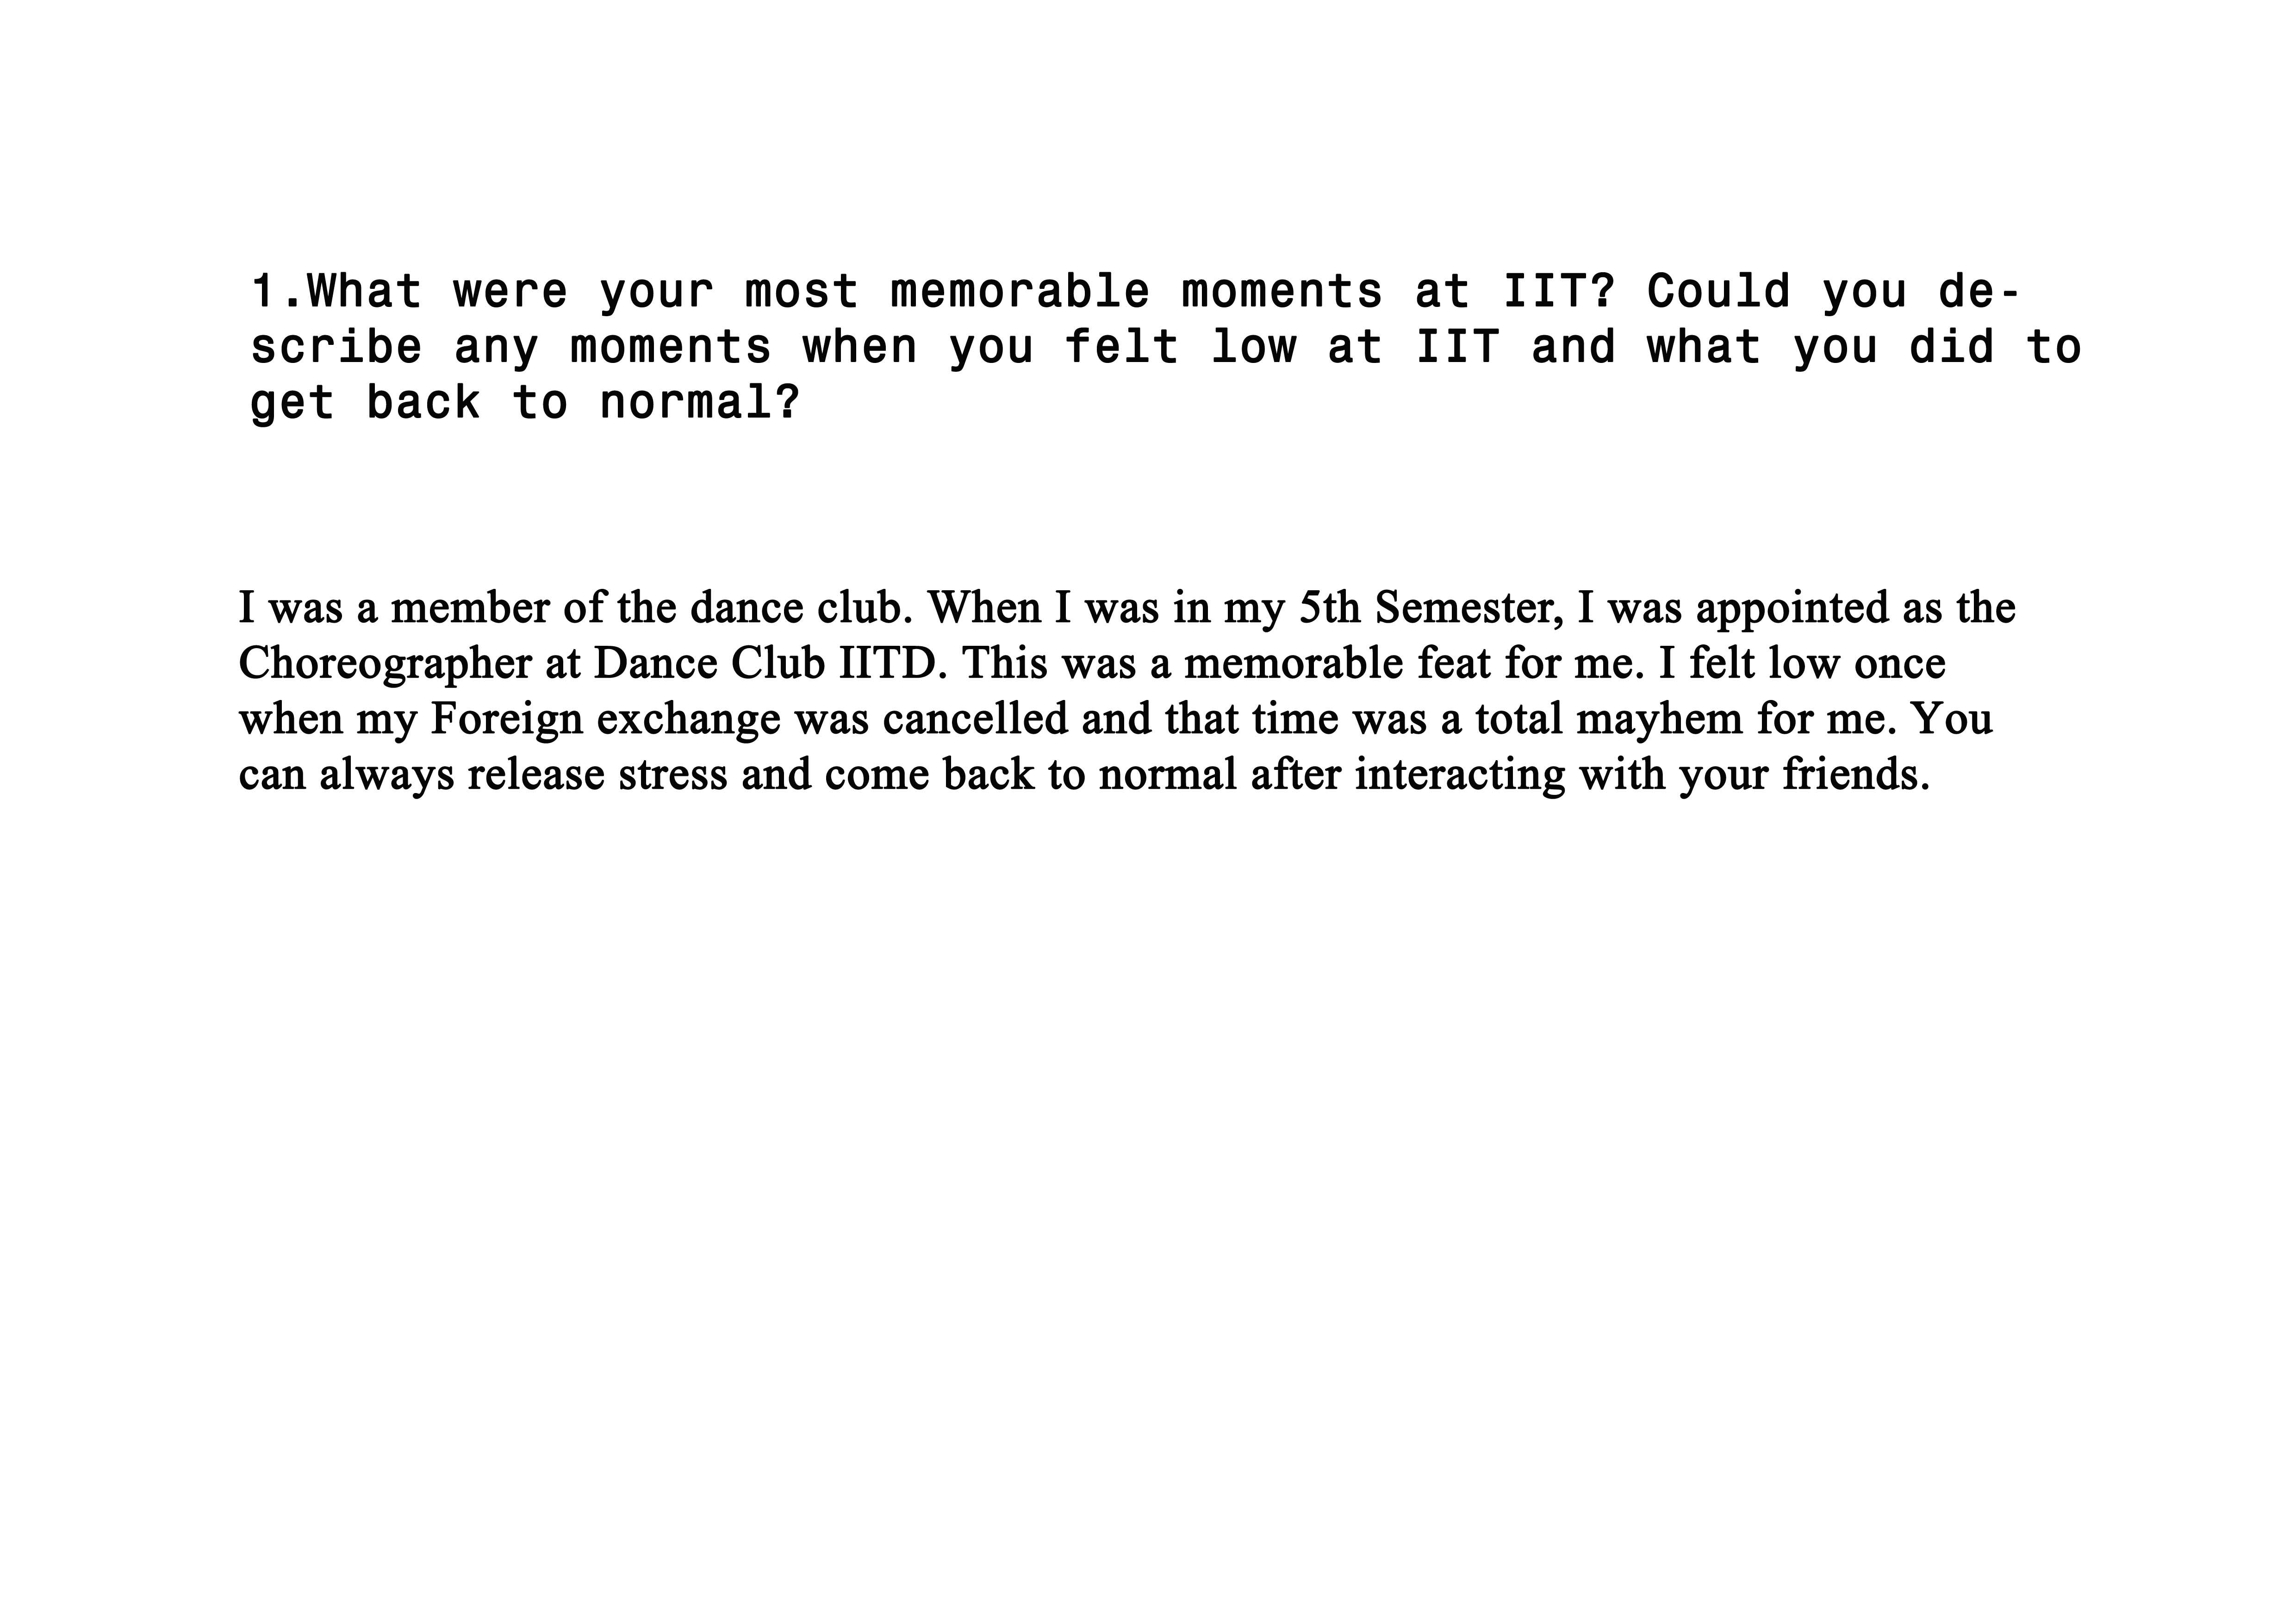 1.What were your most memorable moments at IIT? Could you de-
scribe any moments when you felt low at IIT and what you did to
get back to normal?
I was a member of the dance club. When I was in my 5th Semester, I was appointed as the
Choreographer at Dance Club IITD. This was a memorable feat for me. I felt low once
when my Foreign exchange was cancelled and that time was a total mayhem for me. You
can always release stress and come back to normal after interacting with your friends.